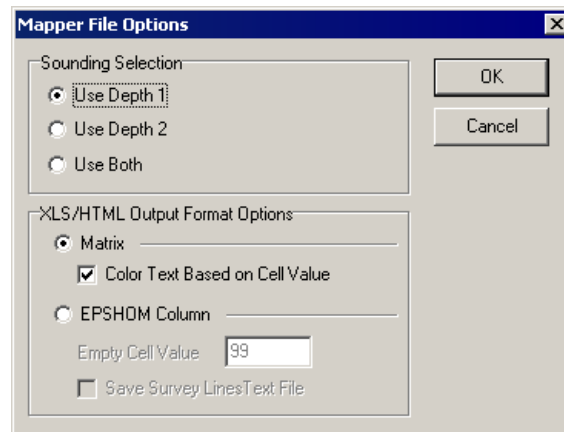 Mapper File Options
Sounding Selection
Use Depth 1
Use Depth 2
Use Both
OK
Cancel
XLS/HTML Output Format Options
Matrix
Color Text Based on Cell Value
EPSHOM Column
Empty Cell Value 99
Save Survey LinesText File